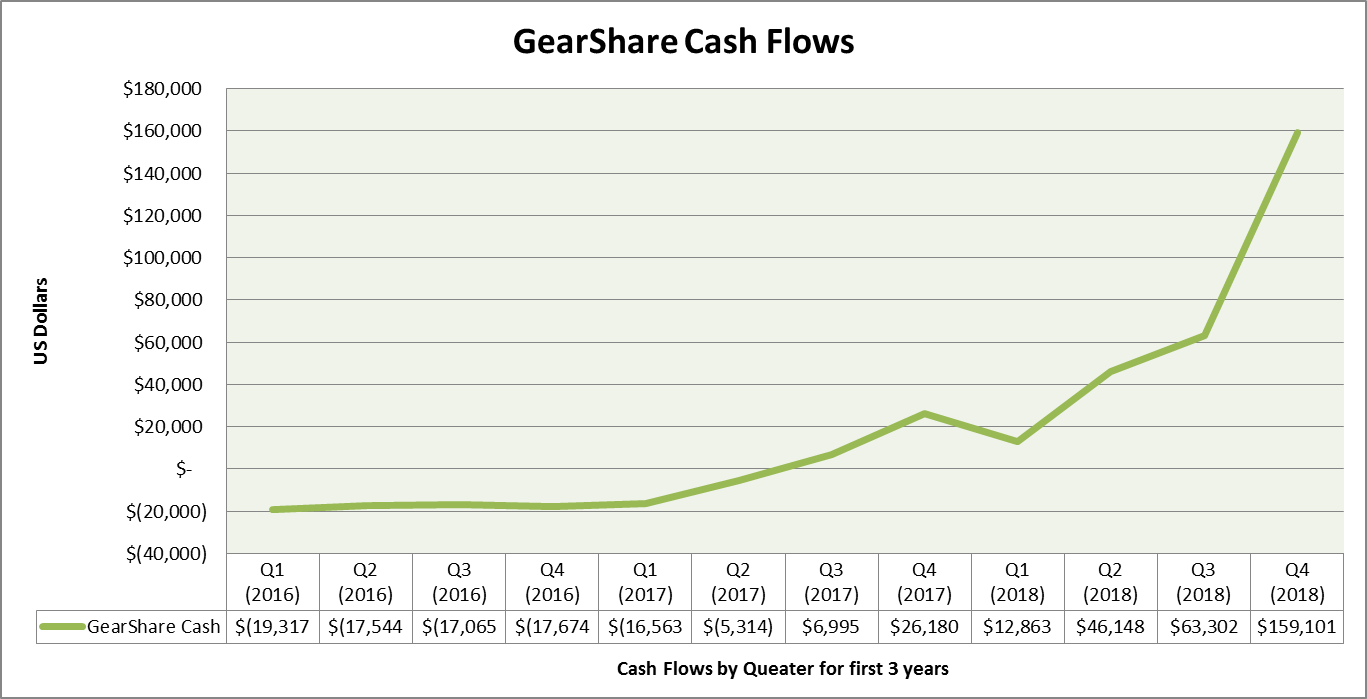 GearShare Cash Flows
$180,000
$160,000
$140,000
$120,000
$100,000
$80,000
$60,000
$40,000
$20,000
$-
$(20,000)
$(40,000)
US Dollars
Q1 Q2 Q3 Q4 Q1 Q2 Q3 Q4 Q1 Q2 Q3 Q4
(2016) (2016) (2016) (2016) (2017) (2017) (2017) (2017) (2018) (2018) (2018) (2018)
GearShare Cash $(19,317 $(17,544 $(17,065 $(17,674 $(16,563 $(5,314) $6,995 $26,180 $12,863 $46,148 $63,302 $159,101
Cash Flows by Queater for first 3 years